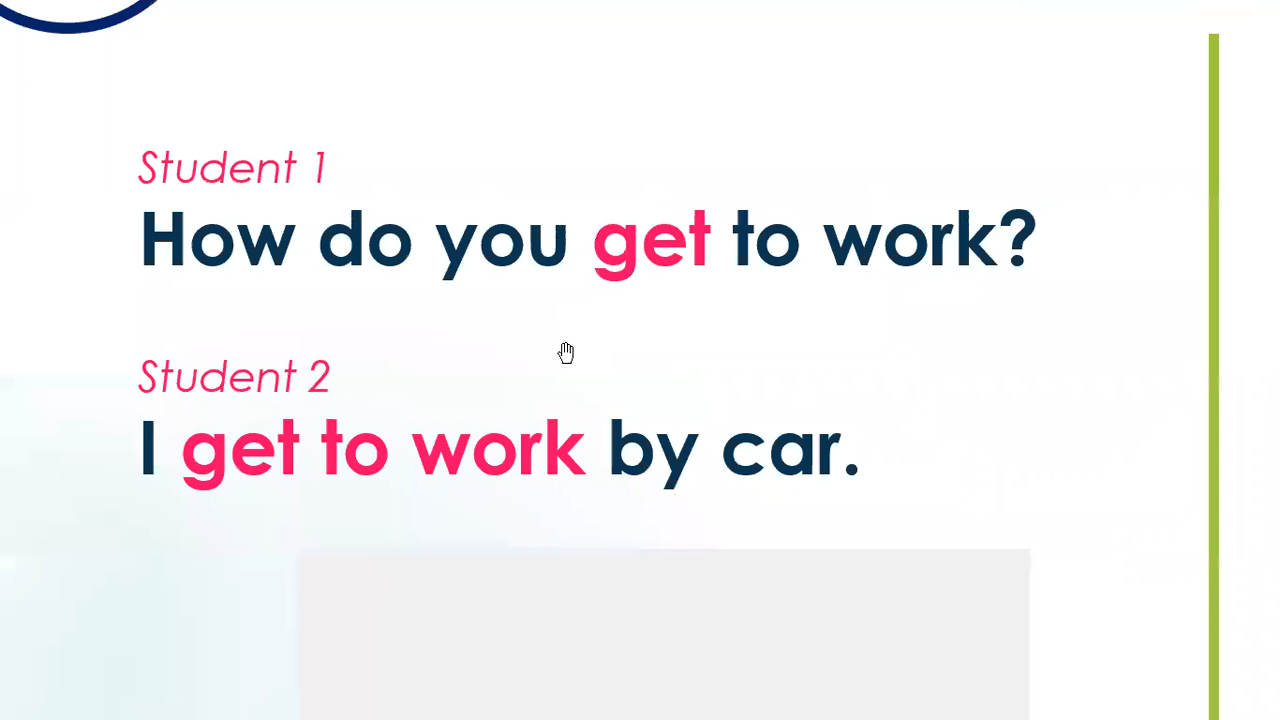 Student 1
How do you get to work?
Student 2
I get to work by car.